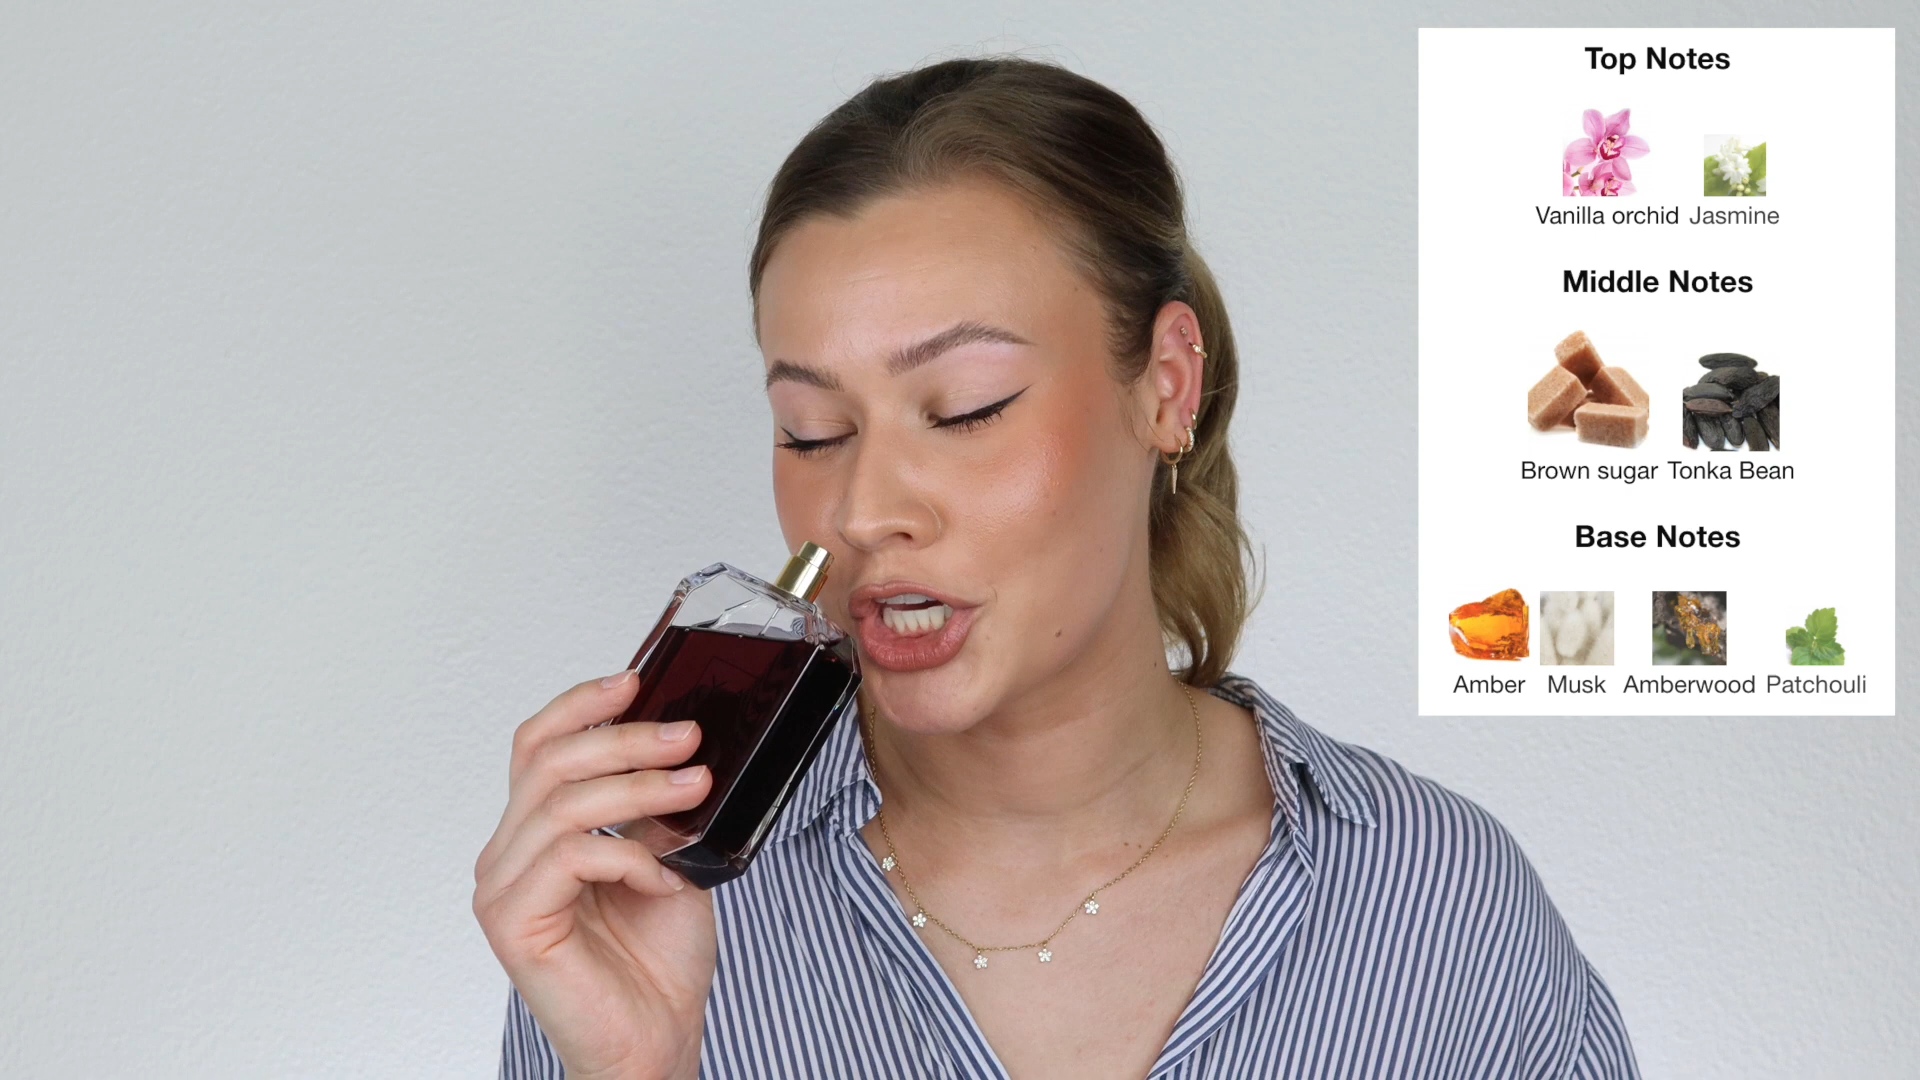 Top Notes
Vanilla orchid Jasmine
Middle Notes
Brown sugar Tonka Bean
Base Notes
Amber Musk Amberwood Patchouli